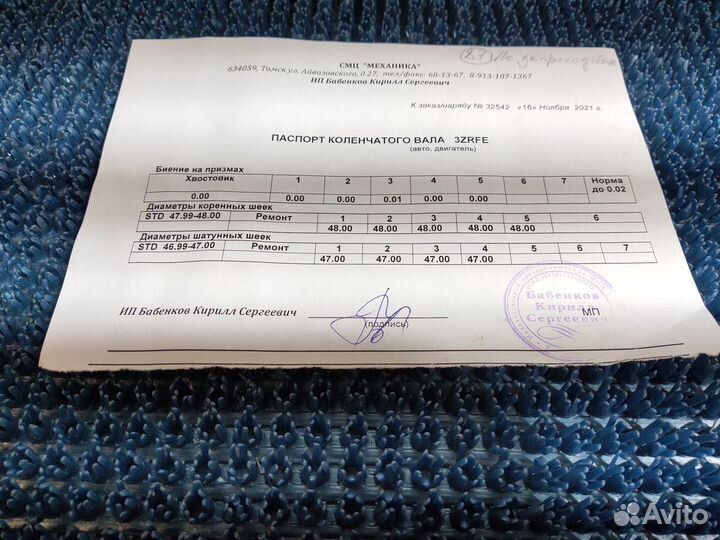 СМЦ "МЕХАНИКА"
634059, Томск ул. Айвазовского, д.27, тел/факс: 68-13-67, 8-913-107-1367
ИП Бабенков Кирилл Сергеевич
К заказ/наряду № 32542 «16» Ноября 2021 г.
ПАСПОРТ КОЛЕНЧАТОГО ВАЛА 3ZRFE
(авто, двигатель)
Биение на призмах
Хвостовик 1 2 3 4 5 6 7 Норма до 0.02
0.00 0.00 0.00 0.01 0.00 0.00
Диаметры коренных шеек
STD 47.99-48.00 Ремонт 1 2 3 4 5 6
48.00 48.00 48.00 48.00 48.00
Диаметры шатунных шеек
STD 46.99-47.00 Ремонт 1 2 3 4 5 6 7
47.00 47.00 47.00 47.00
ИП Бабенков Кирилл Сергеевич
(подпись)
МП
Бабенков
Кирилл
Сергеевич
Avito